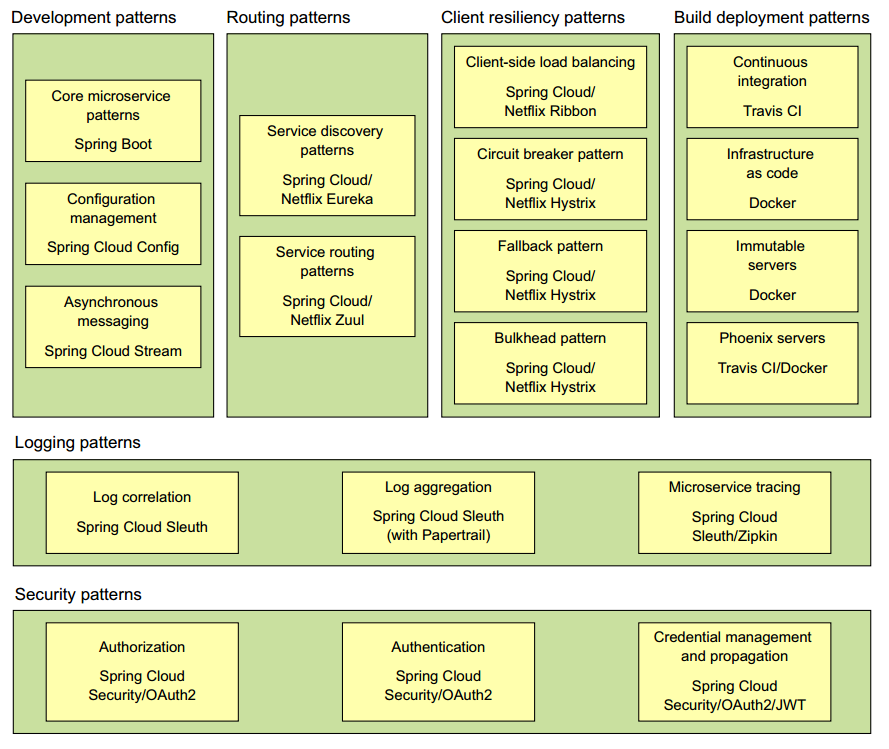 Development patterns
Core microservice
patterns
Spring Boot
Configuration
management
Spring Cloud Config
Asynchronous
messaging
Spring Cloud Stream
Routing patterns
Service discovery
patterns
Spring Cloud/
Netflix Eureka
Service routing
patterns
Spring Cloud/
Netflix Zuul
Client resiliency patterns
Client-side load balancing
Spring Cloud/
Netflix Ribbon
Circuit breaker pattern
Spring Cloud/
Netflix Hystrix
Fallback pattern
Spring Cloud/
Netflix Hystrix
Bulkhead pattern
Spring Cloud/
Netflix Hystrix
Build deployment patterns
Continuous
integration
Travis CI
Infrastructure
as code
Docker
Immutable
servers
Docker
Phoenix servers
Travis CI/Docker
Logging patterns
Log correlation
Spring Cloud Sleuth
Log aggregation
Spring Cloud Sleuth
(with Papertrail)
Microservice tracing
Spring Cloud
Sleuth/Zipkin
Security patterns
Authorization
Spring Cloud
Security/OAuth2
Authentication
Spring Cloud
Security/OAuth2
Credential management
and propagation
Spring Cloud
Security/OAuth2/JWT